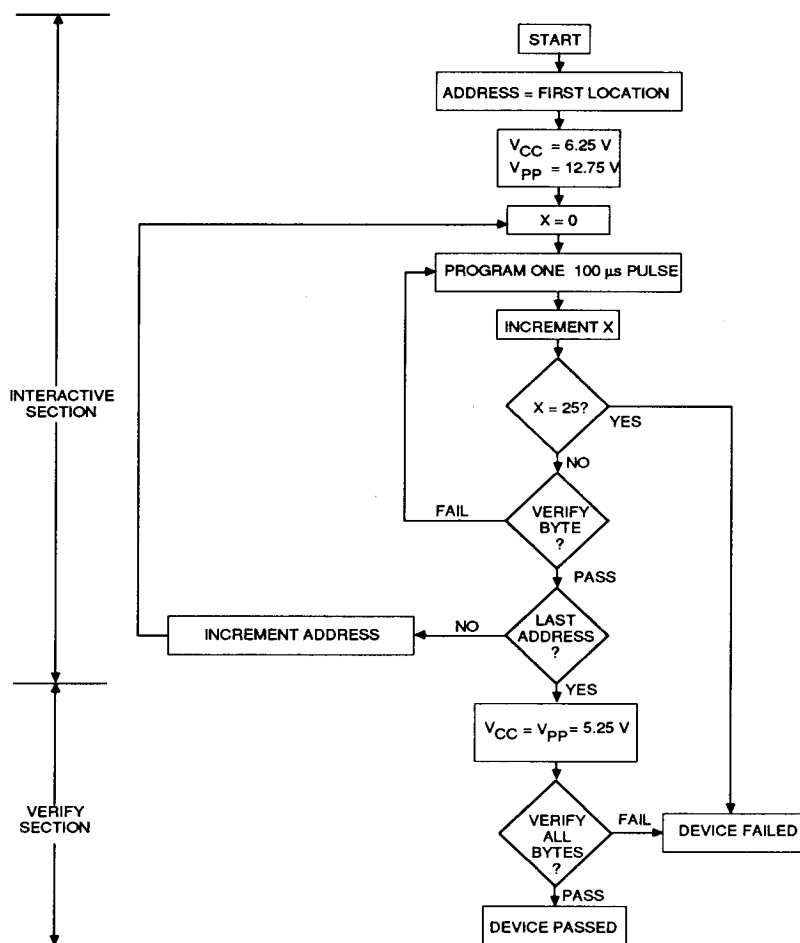 START
ADDRESS = FIRST LOCATION
VCC = 6.25 V
VPP = 12.75 V
X = 0
PROGRAM ONE 100 μs PULSE
INCREMENT X
INTERACTIVE
SECTION
X = 25?
YES
NO
FAIL
VERIFY
BYTE
?
PASS
INCREMENT ADDRESS
NO
LAST
ADDRESS
?
YES
VCC = VPP = 5.25 V
VERIFY
SECTION
VERIFY
ALL
BYTES
?
FAIL
DEVICE FAILED
PASS
DEVICE PASSED